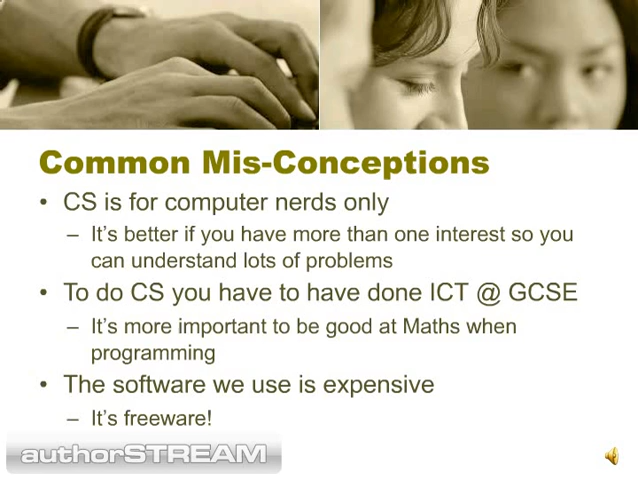 Common Mis-Conceptions
• CS is for computer nerds only
– It's better if you have more than one interest so you
can understand lots of problems
• To do CS you have to have done ICT @ GCSE
– It's more important to be good at Maths when
programming
• The software we use is expensive
– It's freeware!
authorSTREAM